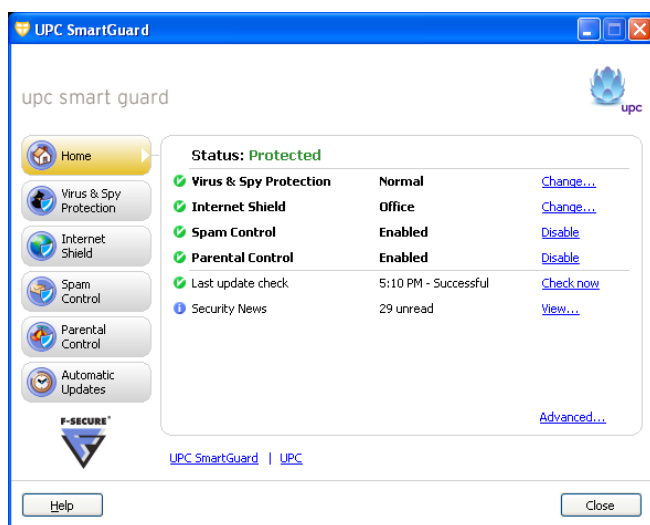 UPC SmartGuard
upc smart guard
upc
Home
Virus & Spy
Protection
Internet
Shield
Spam
Control
Parental
Control
Automatic
Updates
F-SECURE®
Status: Protected
Virus & Spy Protection Normal Change...
Internet Shield Office Change...
Spam Control Enabled Disable
Parental Control Enabled Disable
Last update check 5:10 PM - Successful Check now
Security News 29 unread View...
Advanced...
UPC SmartGuard | UPC
Help Close